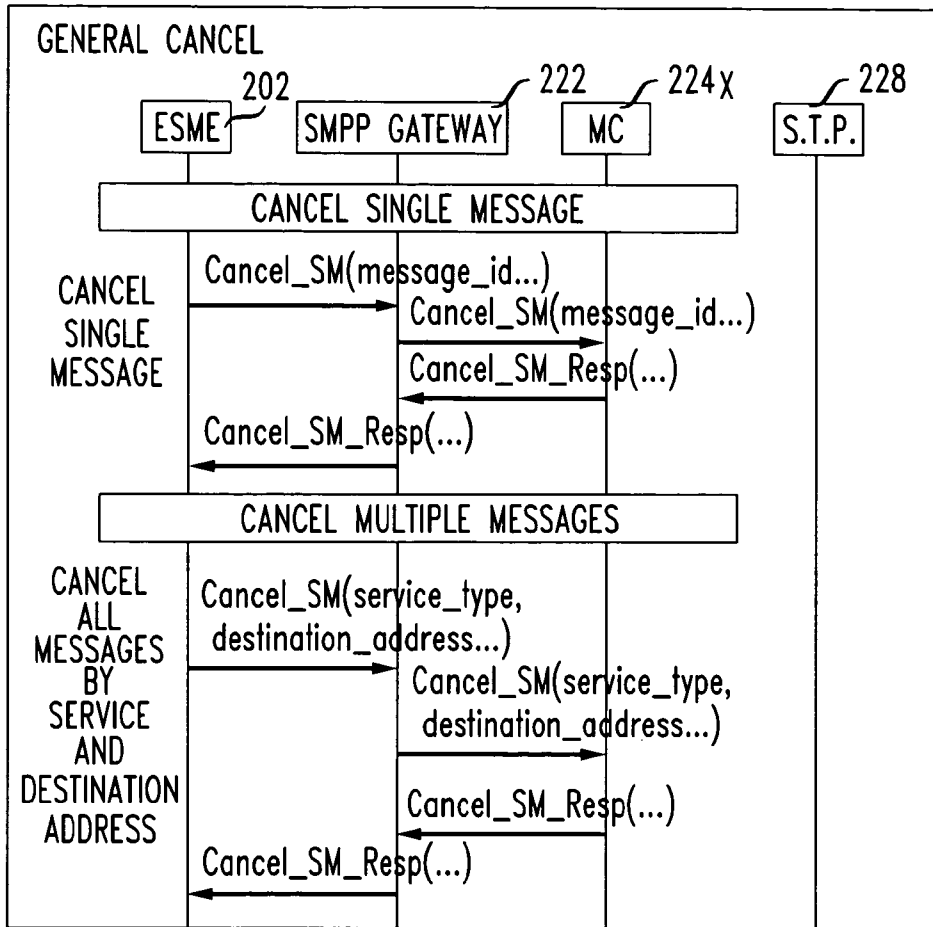 GENERAL CANCEL
202
222
224X
228
ESME
SMPP GATEWAY
MC
S.T.P.
CANCEL SINGLE MESSAGE
CANCEL
SINGLE
MESSAGE
Cancel_SM(message_id...)
Cancel_SM(message_id...)
Cancel_SM_Resp(...)
Cancel_SM_Resp(...)
CANCEL MULTIPLE MESSAGES
CANCEL
ALL
MESSAGES
BY
SERVICE
AND
DESTINATION
ADDRESS
Cancel_SM(service_type,
destination_address...)
Cancel_SM(service_type,
destination_address...)
Cancel_SM_Resp(...)
Cancel_SM_Resp(...)